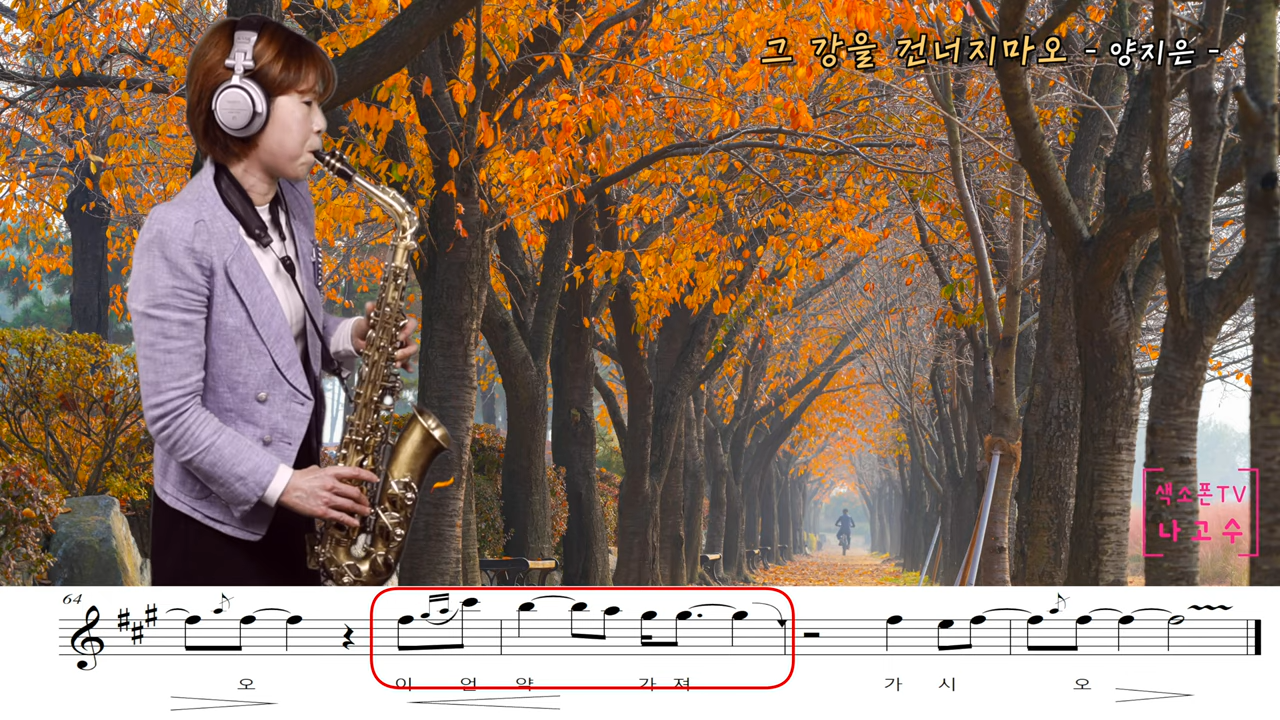 그 강을 건너지마오 - 양지은 -
색소폰TV
나고수
64
오 이 언 약 가 져 가 시 오